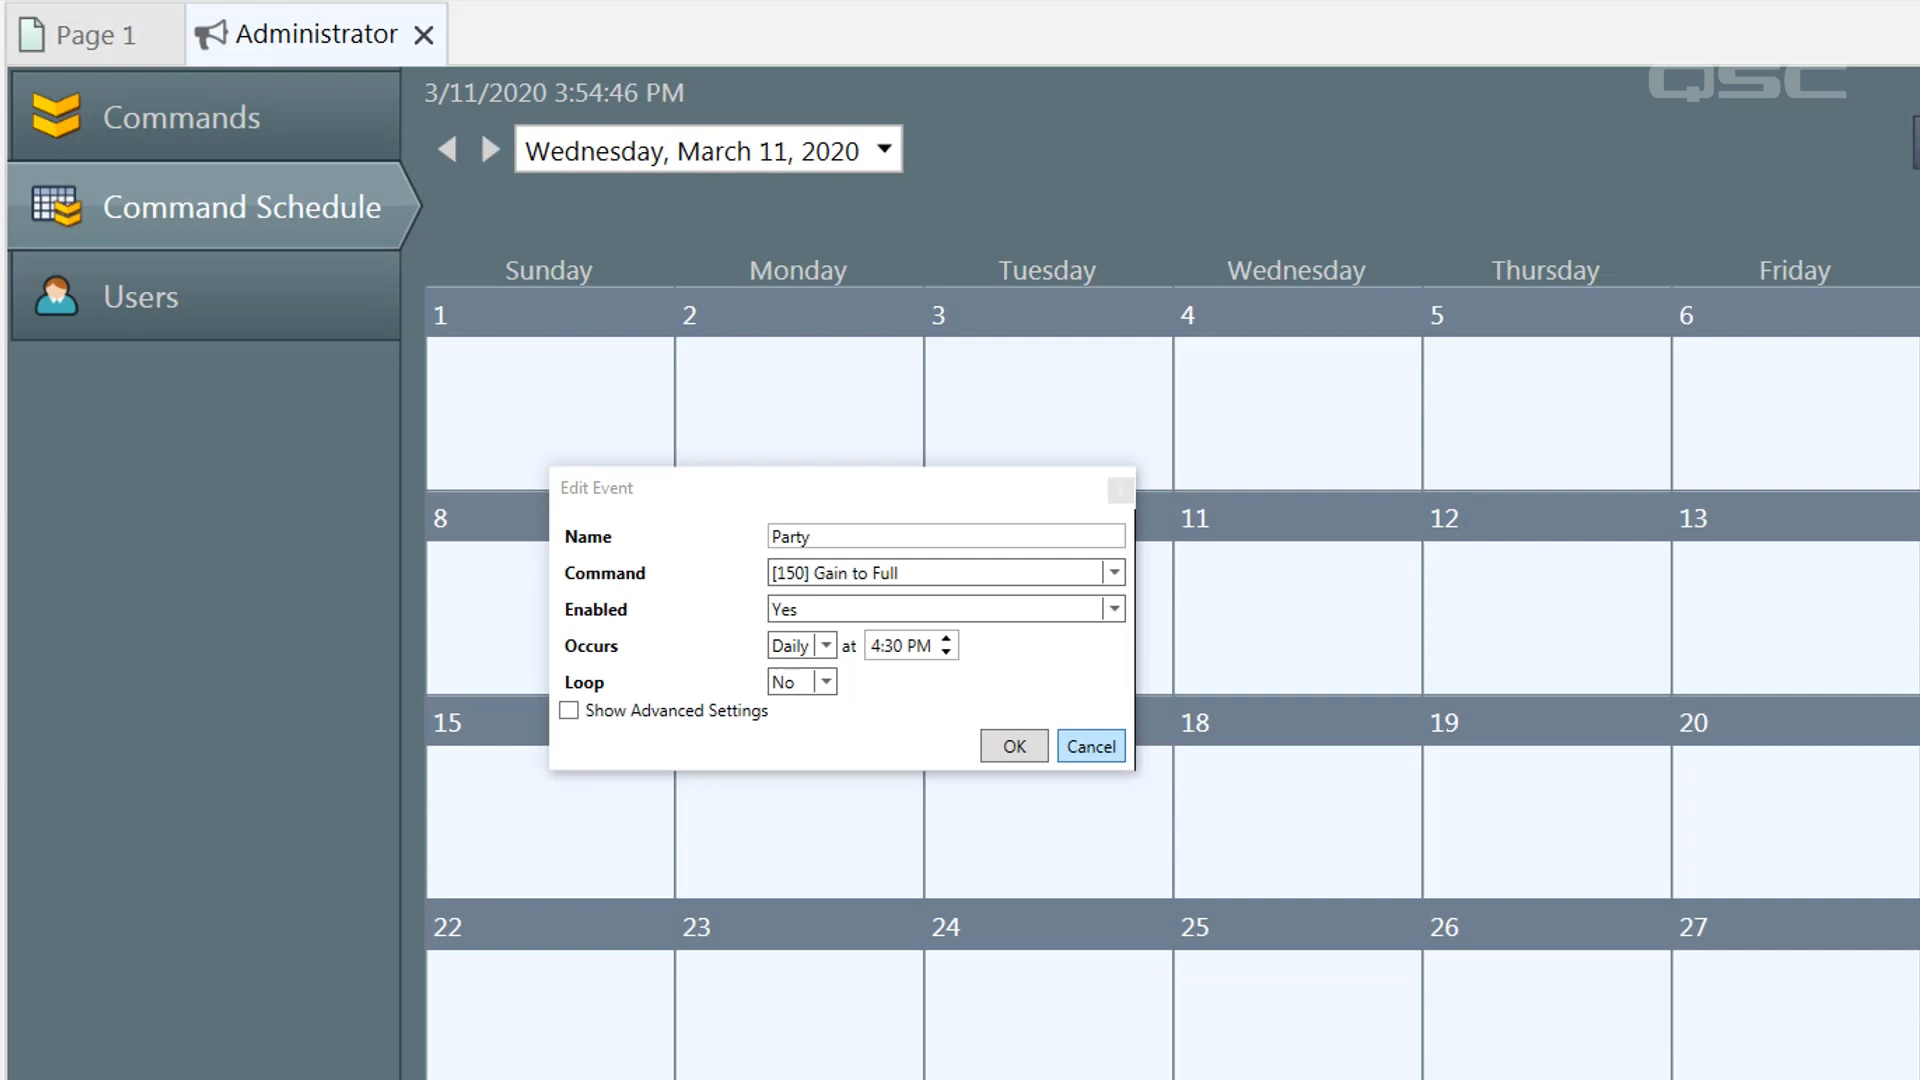 Page 1
Administrator
Commands
Command Schedule
Users
3/11/2020 3:54:46 PM
QSC
Wednesday, March 11, 2020
Sunday Monday Tuesday Wednesday Thursday Friday
1 2 3 4 5 6
8 11 12 13
15 18 19 20
22 23 24 25 26 27
Edit Event
Name Party
Command [150] Gain to Full
Enabled Yes
Occurs Daily at 4:30 PM
Loop No
Show Advanced Settings
OK Cancel